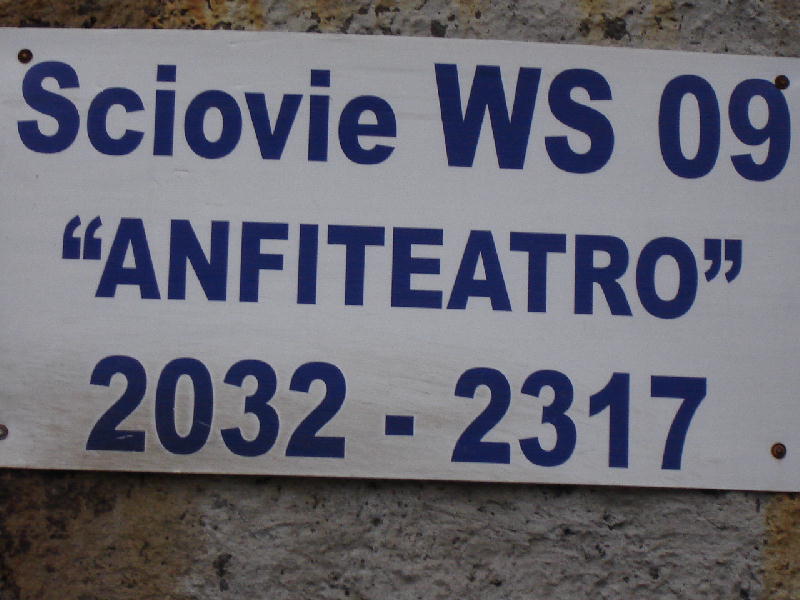 Sciovie WS 09
“ANFITEATRO”
2032 - 2317